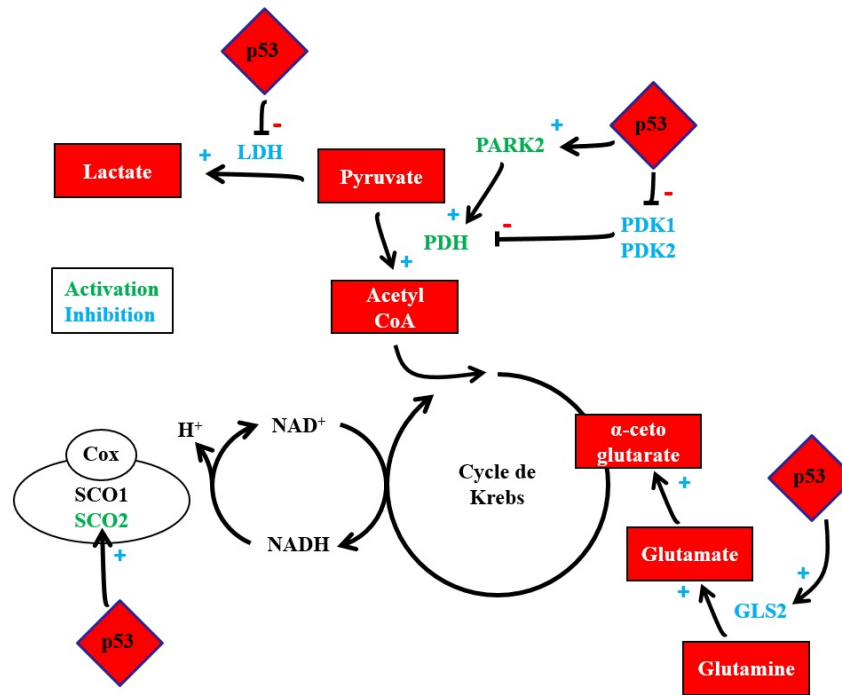 p53
-
+
LDH
Lactate
Pyruvate
PARK2
+
p53
-
PDK1
PDK2
+
-
PDH
+
Acetyl
CoA
Activation
Inhibition
H⁺
NAD⁺
NADH
Cox
SCO1
SCO2
+
p53
Cycle de
Krebs
α-ceto
glutarate
+
p53
Glutamate
+
+
GLS2
Glutamine